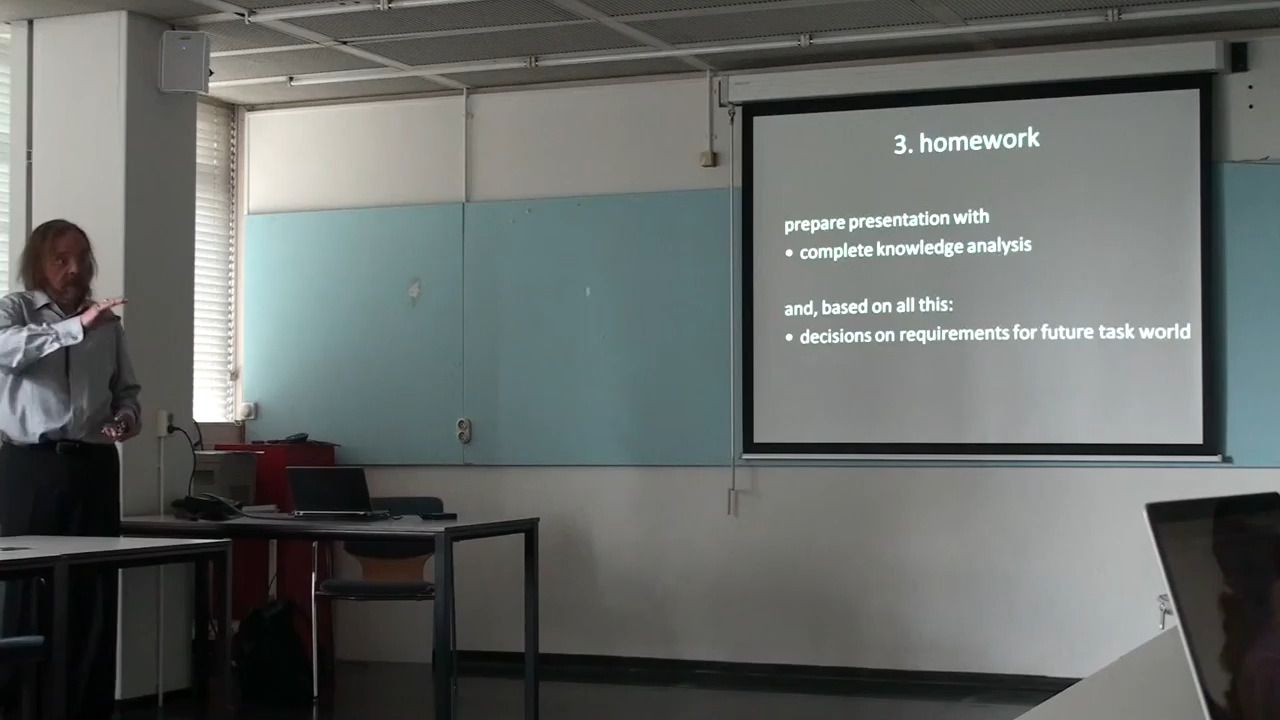 3. homework
prepare presentation with
• complete knowledge analysis
and, based on all this:
• decisions on requirements for future task world